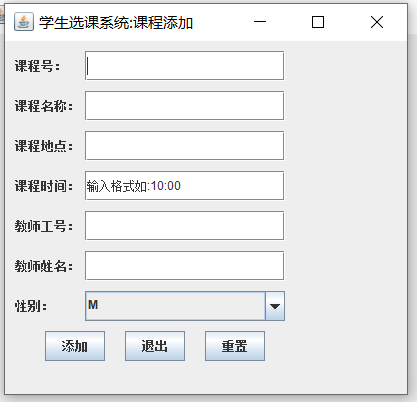 学生选课系统:课程添加
课程号:
课程名称:
课程地点:
课程时间: 输入格式如:10:00
教师工号:
教师姓名:
性别: M
添加 退出 重置